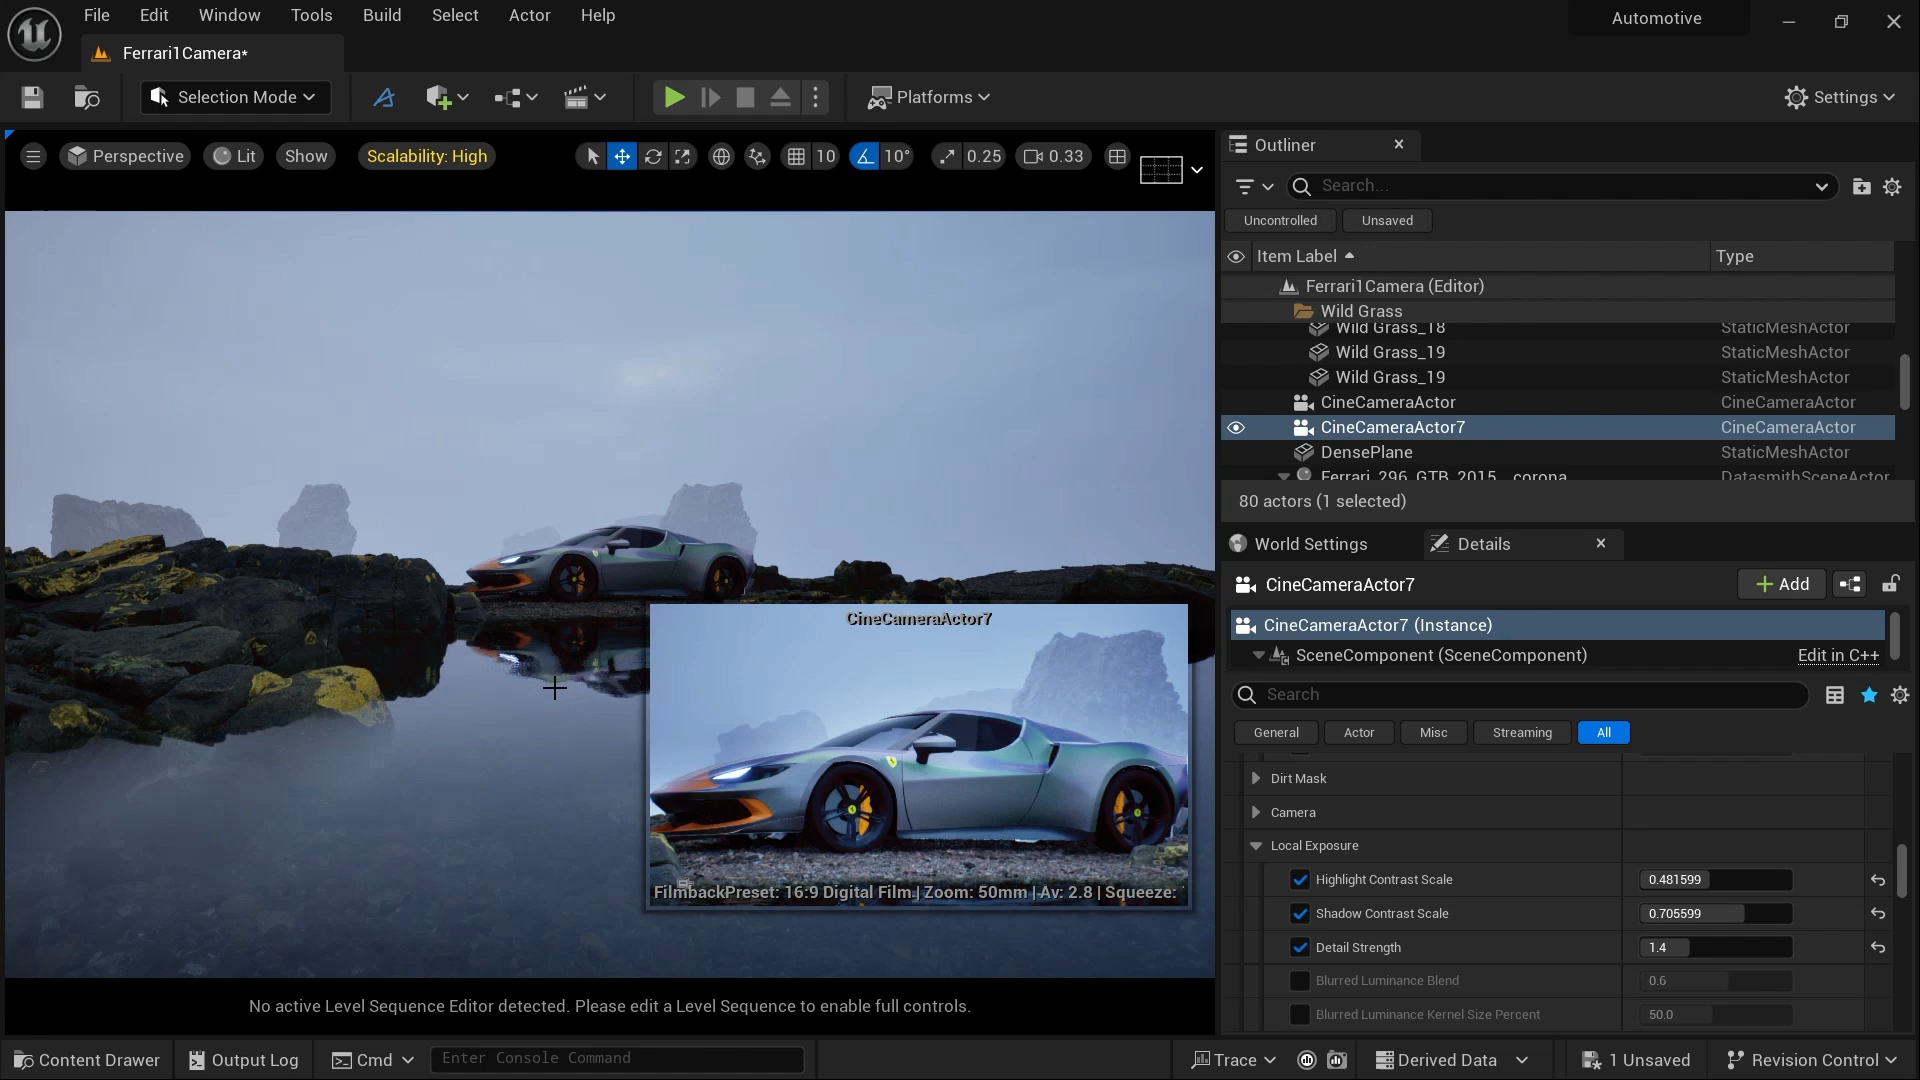 File Edit Window Tools Build Select Actor Help
Automotive
Ferrari1Camera*
Selection Mode
Platforms
Settings
Perspective Lit Show Scalability: High 10 10° 0.25 0.33
Outliner
Search...
Uncontrolled Unsaved
Item Label Type
Ferrari1Camera (Editor)
Wild Grass
Wild Grass_18 StaticMeshActor
Wild Grass_19 StaticMeshActor
Wild Grass_19 StaticMeshActor
CineCameraActor CineCameraActor
CineCameraActor7 CineCameraActor
DensePlane StaticMeshActor
Ferrari_296_GTB_2015__corona DatasmithSceneActor
80 actors (1 selected)
World Settings Details
CineCameraActor7 Add
CineCameraActor7 (Instance)
SceneComponent (SceneComponent) Edit in C++
Search
General Actor Misc Streaming All
Dirt Mask
Camera
Local Exposure
Highlight Contrast Scale 0.481599
Shadow Contrast Scale 0.705599
Detail Strength 1.4
Blurred Luminance Blend 0.6
Blurred Luminance Kernel Size Percent 50.0
CineCameraActor7
FilmbackPreset: 16:9 Digital Film | Zoom: 50mm | Av: 2.8 | Squeeze:
No active Level Sequence Editor detected. Please edit a Level Sequence to enable full controls.
Content Drawer Output Log Cmd Enter Console Command Trace Derived Data 1 Unsaved Revision Control